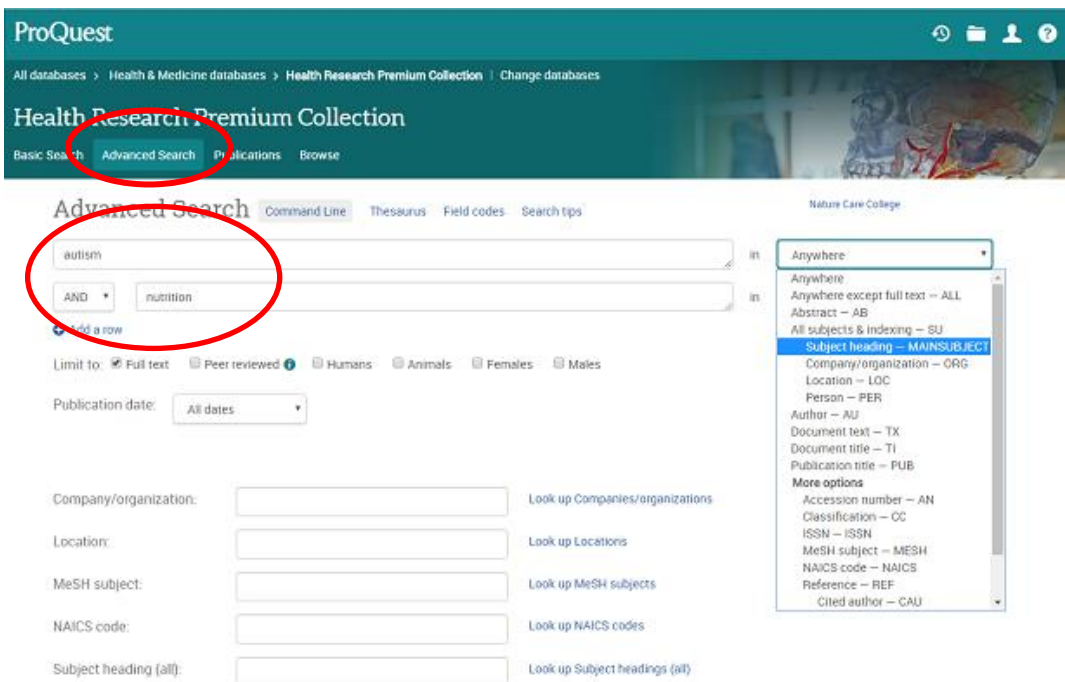 ProQuest
All databases > Health & Medicine databases > Health Research Premium Collection | Change databases
Health Research Premium Collection
Basic Search Advanced Search Publications Browse
Advanced Search Command Line Thesaurus Field codes Search tips Nature Care College
autism in Anywhere
AND nutrition in
Add a row
Limit to: Full text Peer reviewed Humans Animals Females Males
Publication date: All dates
Anywhere
Anywhere except full text — ALL
Abstract — AB
All subjects & indexing — SU
Subject heading — MAINSUBJECT
Company/organization — ORG
Location — LOC
Person — PER
Author — AU
Document text — TX
Document title — TI
Publication title — PUB
More options
Accession number — AN
Classification — CC
ISSN — ISSN
MeSH subject — MESH
NAICS code — NAICS
Reference — REF
Cited author — CAU
Company/organization: Look up Companies/organizations
Location: Look up Locations
MeSH subject: Look up MeSH subjects
NAICS code: Look up NAICS codes
Subject heading (all): Look up Subject headings (all)